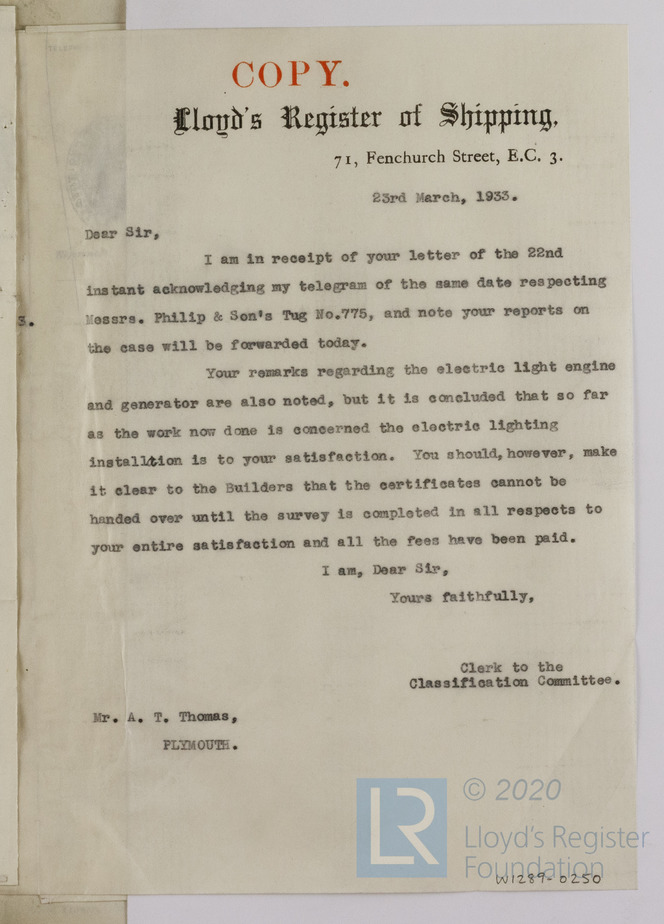 COPY.
Lloyd's Register of Shipping,
71, Fenchurch Street, E.C. 3.
23rd March, 1933.
Dear Sir,
I am in receipt of your letter of the 22nd
instant acknowledging my telegram of the same date respecting
3.
Messrs. Philip & Son's Tug No.775, and note your reports on
the case will be forwarded today.
Your remarks regarding the electric light engine
and generator are also noted, but it is concluded that so far
as the work now done is concerned the electric lighting
installtion is to your satisfaction. You should, however, make
it clear to the Builders that the certificates cannot be
handed over until the survey is completed in all respects to
your entire satisfaction and all the fees have been paid.
I am, Dear Sir,
Yours faithfully,
Clerk to the
Classification Committee.
Mr. A. T. Thomas,
PLYMOUTH.
LR
© 2020
Lloyd's Register
Foundation
W1289-0250